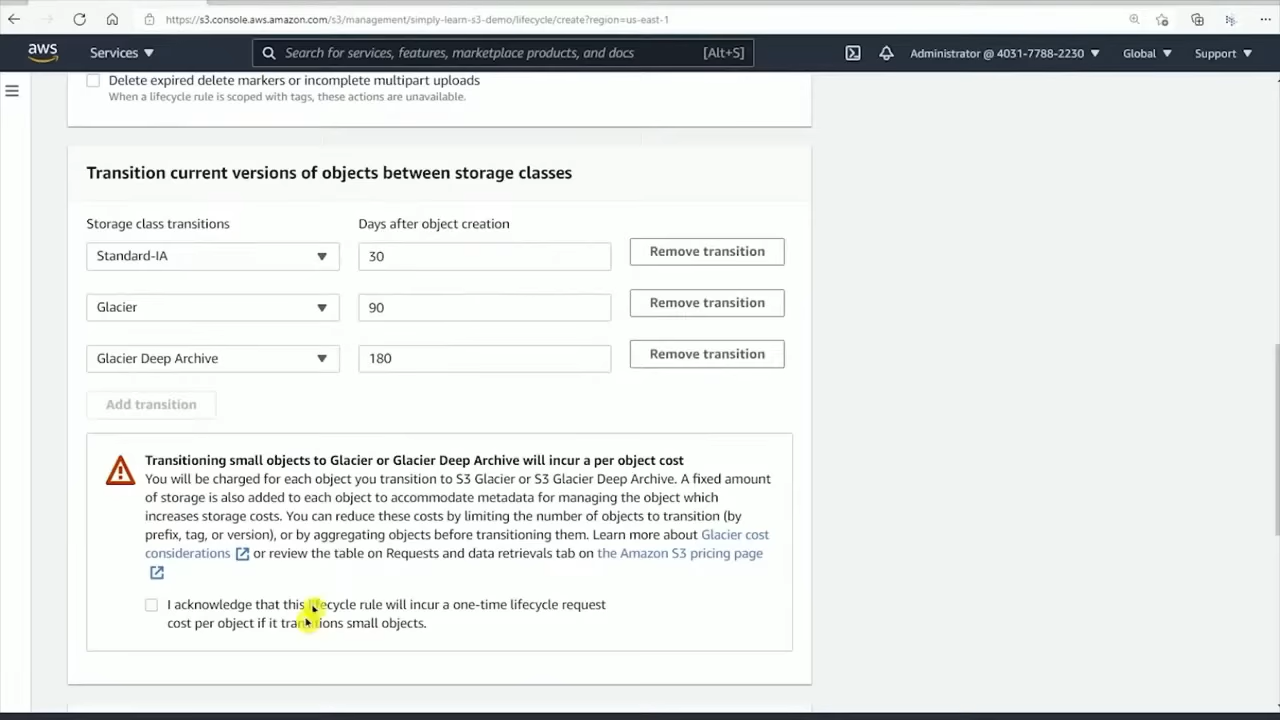 https://s3.console.aws.amazon.com/s3/management/simply-learn-s3-demo/lifecycle/create?region=us-east-1
aws
Services
Search for services, features, marketplace products, and docs
[Alt+S]
Administrator @ 4031-7788-2230
Global
Support
Delete expired delete markers or incomplete multipart uploads
When a lifecycle rule is scoped with tags, these actions are unavailable.
Transition current versions of objects between storage classes
Storage class transitions
Days after object creation
Standard-IA
30
Remove transition
Glacier
90
Remove transition
Glacier Deep Archive
180
Remove transition
Add transition
Transitioning small objects to Glacier or Glacier Deep Archive will incur a per object cost
You will be charged for each object you transition to S3 Glacier or S3 Glacier Deep Archive. A fixed amount
of storage is also added to each object to accommodate metadata for managing the object which
increases storage costs. You can reduce these costs by limiting the number of objects to transition (by
prefix, tag, or version), or by aggregating objects before transitioning them. Learn more about Glacier cost
considerations or review the table on Requests and data retrievals tab on the Amazon S3 pricing page
I acknowledge that this lifecycle rule will incur a one-time lifecycle request
cost per object if it transitions small objects.